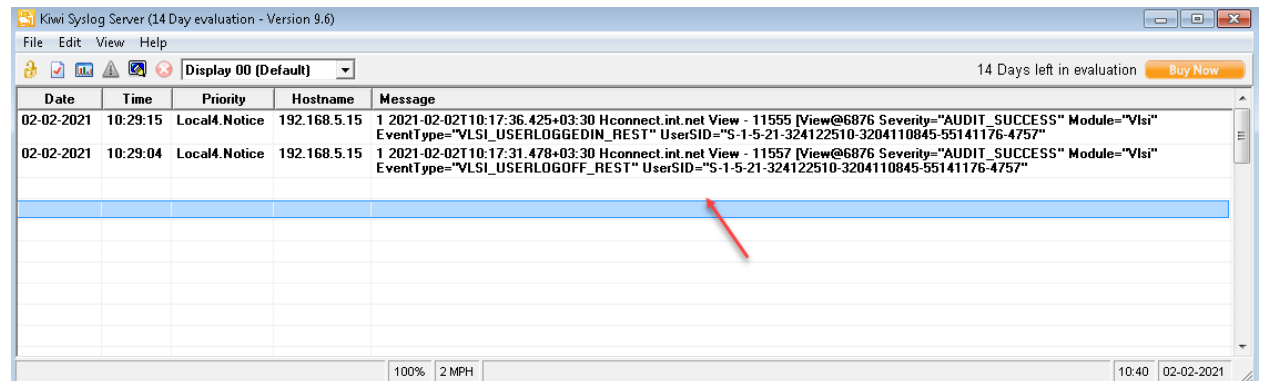 Kiwi Syslog Server (14 Day evaluation - Version 9.6)
File Edit View Help
Display 00 (Default) 14 Days left in evaluation Buy Now
Date Time Priority Hostname Message
02-02-2021 10:29:15 Local4.Notice 192.168.5.15 1 2021-02-02T10:17:36.425+03:30 Hconnect.int.net View - 11555 [View@6876 Severity="AUDIT_SUCCESS" Module="Vlsi"
EventType="VLSI_USERLOGGEDIN_REST" UserSID="S-1-5-21-324122510-3204110845-55141176-4757"
02-02-2021 10:29:04 Local4.Notice 192.168.5.15 1 2021-02-02T10:17:31.478+03:30 Hconnect.int.net View - 11557 [View@6876 Severity="AUDIT_SUCCESS" Module="Vlsi"
EventType="VLSI_USERLOGOFF_REST" UserSID="S-1-5-21-324122510-3204110845-55141176-4757"
100% 2 MPH 10:40 02-02-2021